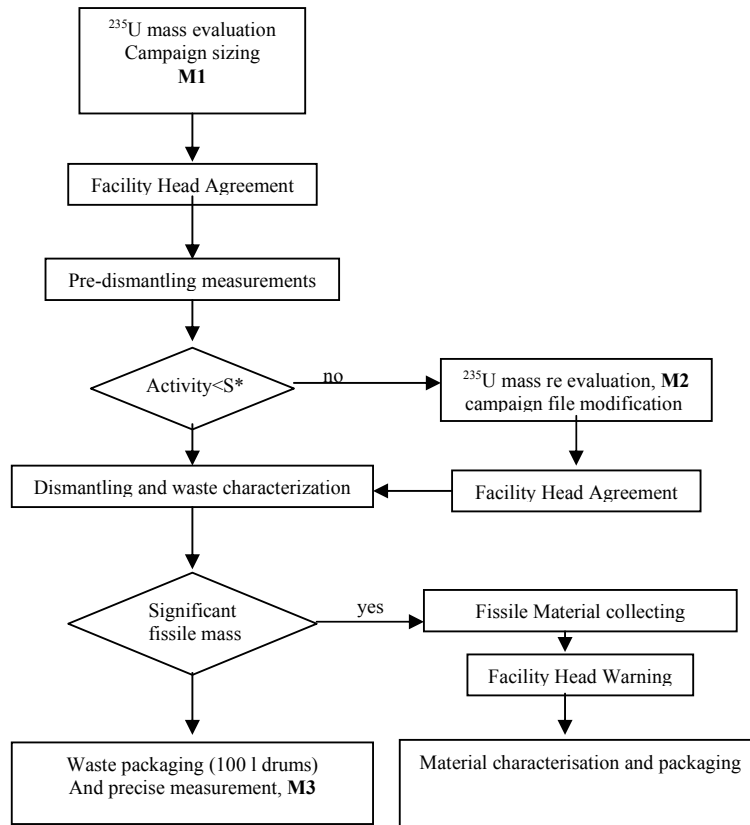 ²³⁵U mass evaluation
Campaign sizing
M1
Facility Head Agreement
Pre-dismantling measurements
Activity<S*
no
²³⁵U mass re evaluation, M2
campaign file modification
Facility Head Agreement
Dismantling and waste characterization
Significant
fissile mass
yes
Fissile Material collecting
Facility Head Warning
Waste packaging (100 l drums)
And precise measurement, M3
Material characterisation and packaging